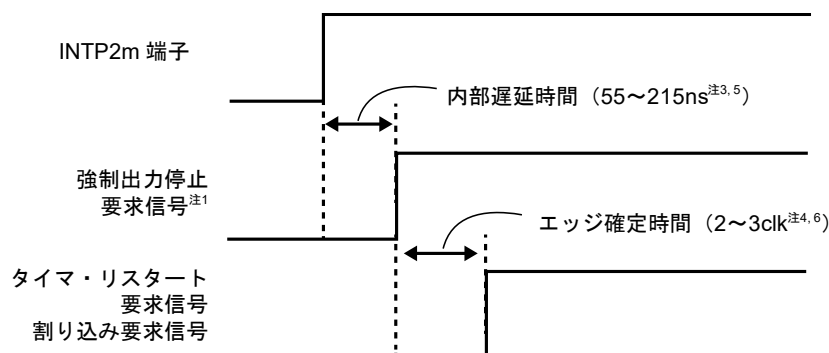 INTP2m 端子
内部遅延時間（55～215ns注3, 5）
強制出力停止
要求信号注1
エッジ確定時間（2～3clk注4, 6）
タイマ・リスタート
要求信号
割り込み要求信号